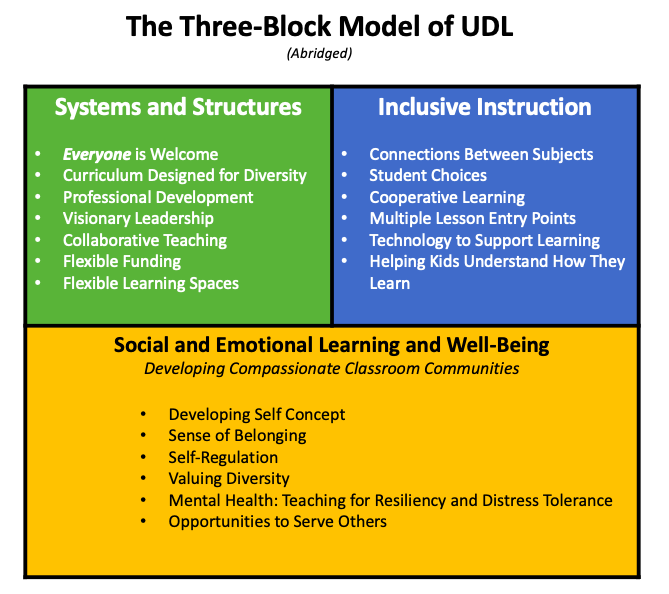 The Three-Block Model of UDL
(Abridged)
Systems and Structures
• Everyone is Welcome
• Curriculum Designed for Diversity
• Professional Development
• Visionary Leadership
• Collaborative Teaching
• Flexible Funding
• Flexible Learning Spaces
Inclusive Instruction
• Connections Between Subjects
• Student Choices
• Cooperative Learning
• Multiple Lesson Entry Points
• Technology to Support Learning
• Helping Kids Understand How They
Learn
Social and Emotional Learning and Well-Being
Developing Compassionate Classroom Communities
• Developing Self Concept
• Sense of Belonging
• Self-Regulation
• Valuing Diversity
• Mental Health: Teaching for Resiliency and Distress Tolerance
• Opportunities to Serve Others